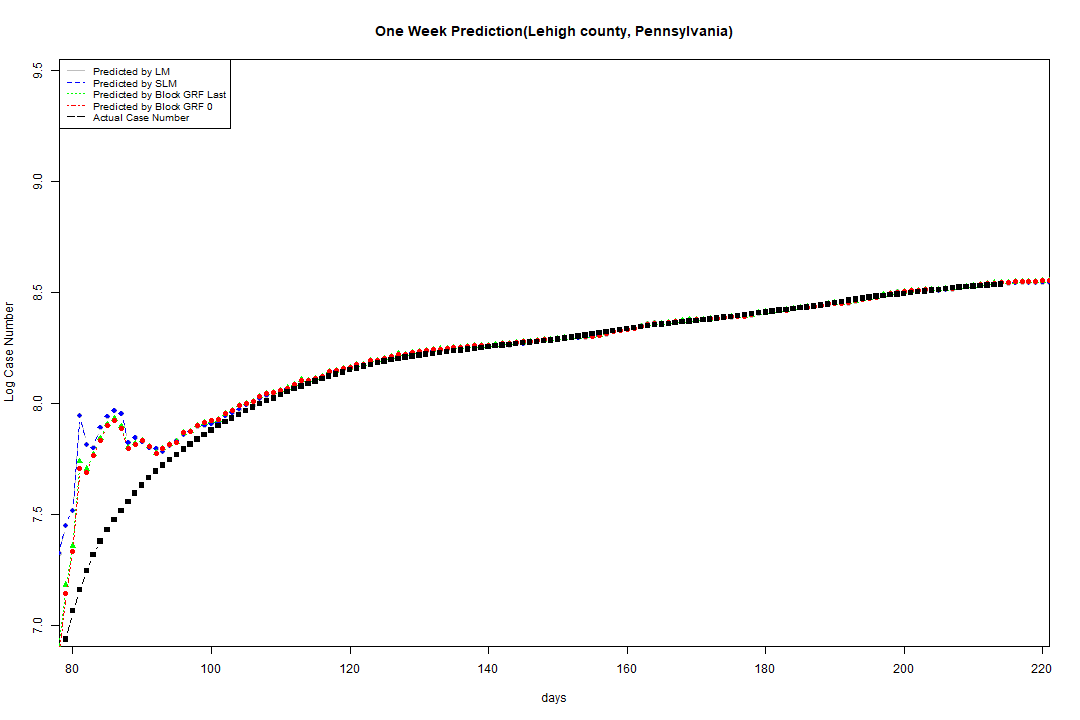 One Week Prediction(Lehigh county, Pennsylvania)
Predicted by LM
Predicted by SLM
Predicted by Block GRF Last
Predicted by Block GRF 0
Actual Case Number
9.5
9.0
8.5
8.0
7.5
7.0
Log Case Number
80 100 120 140 160 180 200 220
days